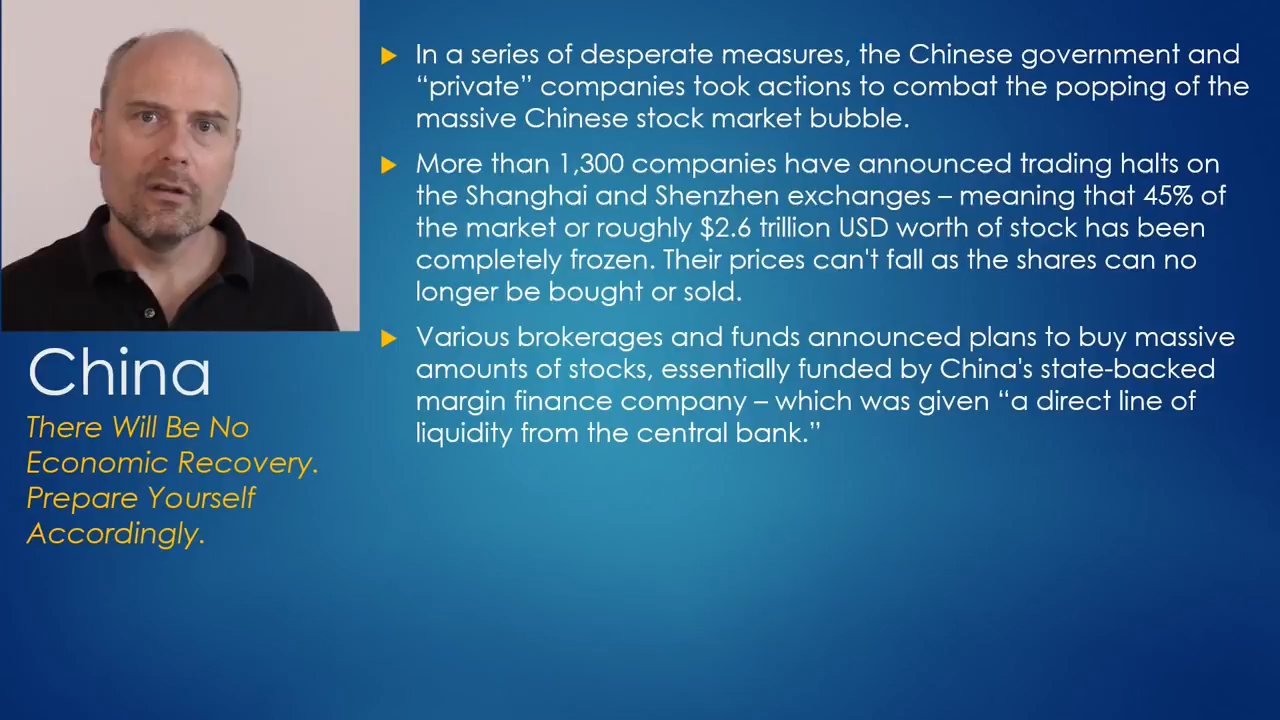 In a series of desperate measures, the Chinese government and
“private” companies took actions to combat the popping of the
massive Chinese stock market bubble.
More than 1,300 companies have announced trading halts on
the Shanghai and Shenzhen exchanges – meaning that 45% of
the market or roughly $2.6 trillion USD worth of stock has been
completely frozen. Their prices can't fall as the shares can no
longer be bought or sold.
Various brokerages and funds announced plans to buy massive
amounts of stocks, essentially funded by China's state-backed
margin finance company – which was given “a direct line of
liquidity from the central bank.”
China
There Will Be No
Economic Recovery.
Prepare Yourself
Accordingly.